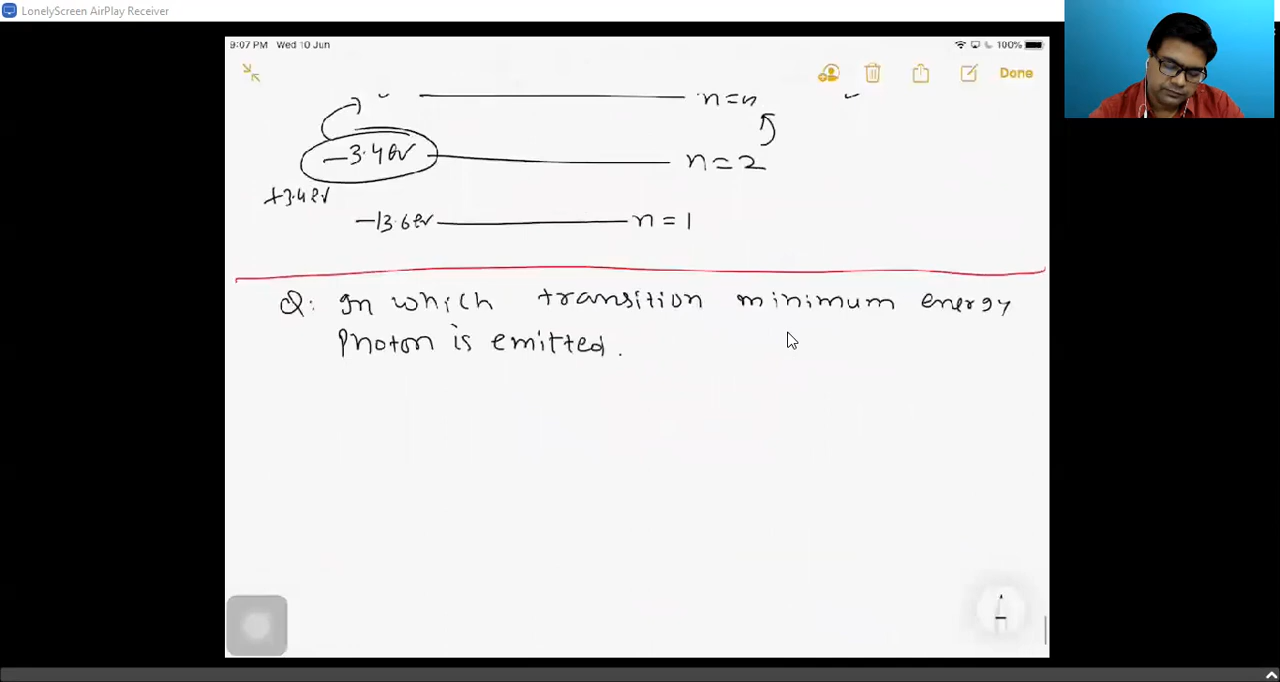 LonelyScreen AirPlay Receiver
9:07 PM Wed 10 Jun
100%
Done
n=n
-3.4ev n=2
+3.4ev
-13.6ev n=1
Q: In which transition minimum energy
Photon is emitted.